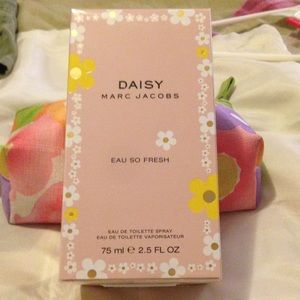 DAISY
MARC JACOBS
EAU SO FRESH
EAU DE TOILETTE SPRAY
EAU DE TOILETTE VAPORISATEUR
75 ml ℮ 2.5 FL OZ